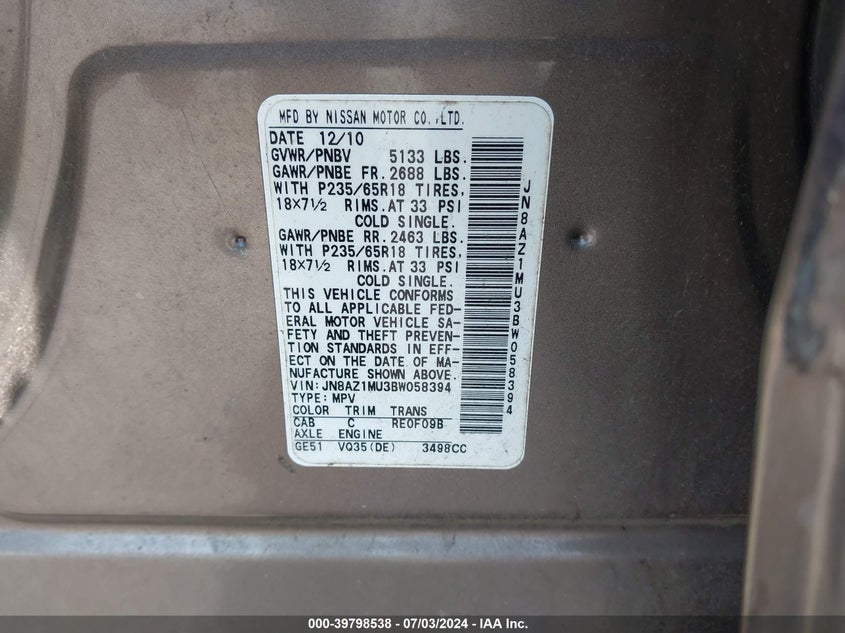 MFD BY NISSAN MOTOR CO.,LTD.
DATE 12/10
GVWR/PNBV 5133 LBS.
GAWR/PNBE FR. 2688 LBS.
WITH P235/65R18 TIRES,
18×7½ RIMS.AT 33 PSI
COLD SINGLE.
GAWR/PNBE RR. 2463 LBS.
WITH P235/65R18 TIRES,
18×7½ RIMS.AT 33 PSI
COLD SINGLE.
THIS VEHICLE CONFORMS
TO ALL APPLICABLE FED-
ERAL MOTOR VEHICLE SA-
FETY AND THEFT PREVEN-
TION STANDARDS IN EFF-
ECT ON THE DATE OF MA-
NUFACTURE SHOWN ABOVE.
VIN: JN8AZ1MU3BW058394
TYPE: MPV
COLOR TRIM TRANS
CAB C RE0F09B
AXLE ENGINE
GE51 VQ35(DE) 3498CC
JN8AZ1MU3BW058394
000-39798538 - 07/03/2024 - IAA Inc.